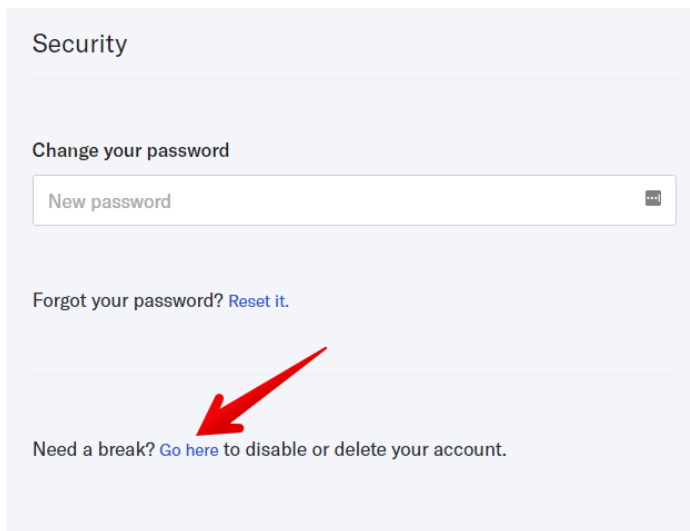 Security
Change your password
New password
Forgot your password? Reset it.
Need a break? Go here to disable or delete your account.